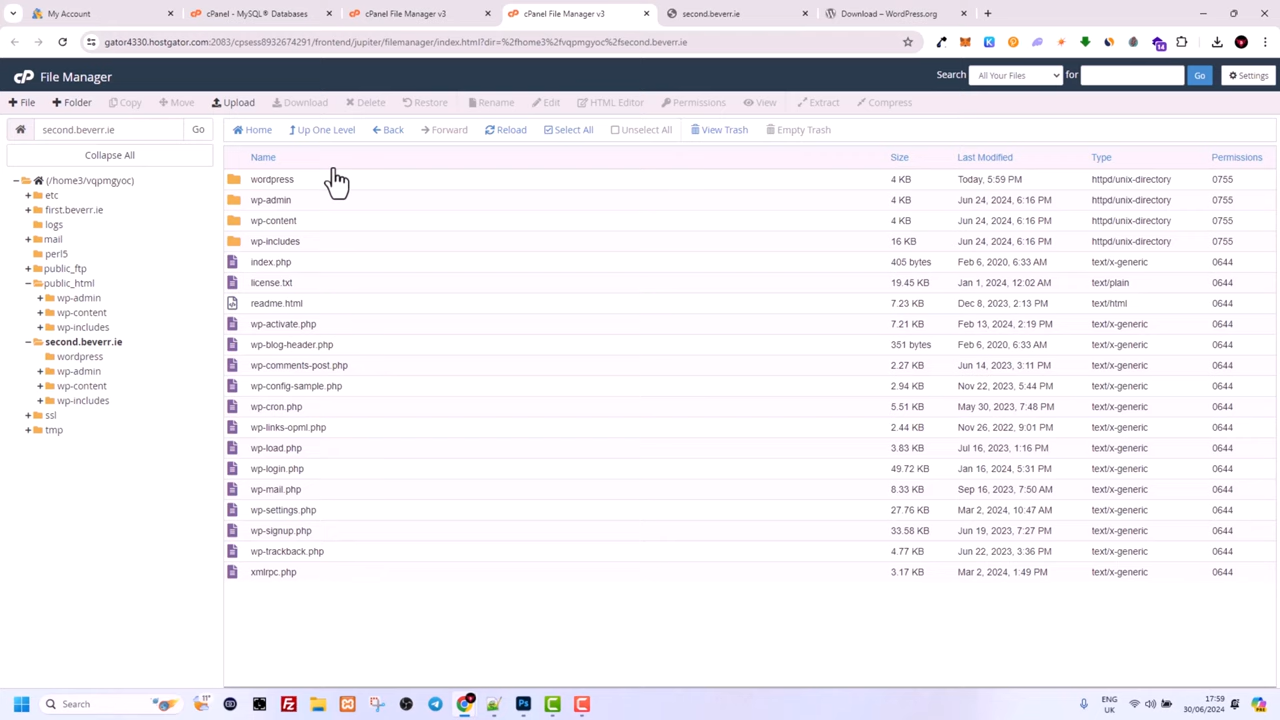 My Account
cPanel - MySQL® Databases
cPanel File Manager v3
cPanel File Manager v3
second.beverr.ie
Download – WordPress.org
gator4330.hostgator.com:2083/cpsess8932674291/frontend/jupiter/filemanager/index.html?dir=%2fhome3%2fvqpmgyoc%2fsecond.beverr.ie
14
cP File Manager
Search All Your Files for Go Settings
File Folder Copy Move Upload Download Delete Restore Rename Edit HTML Editor Permissions View Extract Compress
second.beverr.ie Go
Home Up One Level Back Forward Reload Select All Unselect All View Trash Empty Trash
Collapse All
(/home3/vqpmgyoc)
etc
first.beverr.ie
logs
mail
perl5
public_ftp
public_html
wp-admin
wp-content
wp-includes
second.beverr.ie
wordpress
wp-admin
wp-content
wp-includes
ssl
tmp
Name Size Last Modified Type Permissions
wordpress 4 KB Today, 5:59 PM httpd/unix-directory 0755
wp-admin 4 KB Jun 24, 2024, 6:16 PM httpd/unix-directory 0755
wp-content 4 KB Jun 24, 2024, 6:16 PM httpd/unix-directory 0755
wp-includes 16 KB Jun 24, 2024, 6:16 PM httpd/unix-directory 0755
index.php 405 bytes Feb 6, 2020, 6:33 AM text/x-generic 0644
license.txt 19.45 KB Jan 1, 2024, 12:02 AM text/plain 0644
readme.html 7.23 KB Dec 8, 2023, 2:13 PM text/html 0644
wp-activate.php 7.21 KB Feb 13, 2024, 2:19 PM text/x-generic 0644
wp-blog-header.php 351 bytes Feb 6, 2020, 6:33 AM text/x-generic 0644
wp-comments-post.php 2.27 KB Jun 14, 2023, 3:11 PM text/x-generic 0644
wp-config-sample.php 2.94 KB Nov 22, 2023, 5:44 PM text/x-generic 0644
wp-cron.php 5.51 KB May 30, 2023, 7:48 PM text/x-generic 0644
wp-links-opml.php 2.44 KB Nov 26, 2022, 9:01 PM text/x-generic 0644
wp-load.php 3.83 KB Jul 16, 2023, 1:16 PM text/x-generic 0644
wp-login.php 49.72 KB Jan 16, 2024, 5:31 PM text/x-generic 0644
wp-mail.php 8.33 KB Sep 16, 2023, 7:50 AM text/x-generic 0644
wp-settings.php 27.76 KB Mar 2, 2024, 10:47 AM text/x-generic 0644
wp-signup.php 33.58 KB Jun 19, 2023, 7:27 PM text/x-generic 0644
wp-trackback.php 4.77 KB Jun 22, 2023, 3:36 PM text/x-generic 0644
xmlrpc.php 3.17 KB Mar 2, 2024, 1:49 PM text/x-generic 0644
Search
11°
Ps
C
C
ENG
UK
17:59
30/06/2024